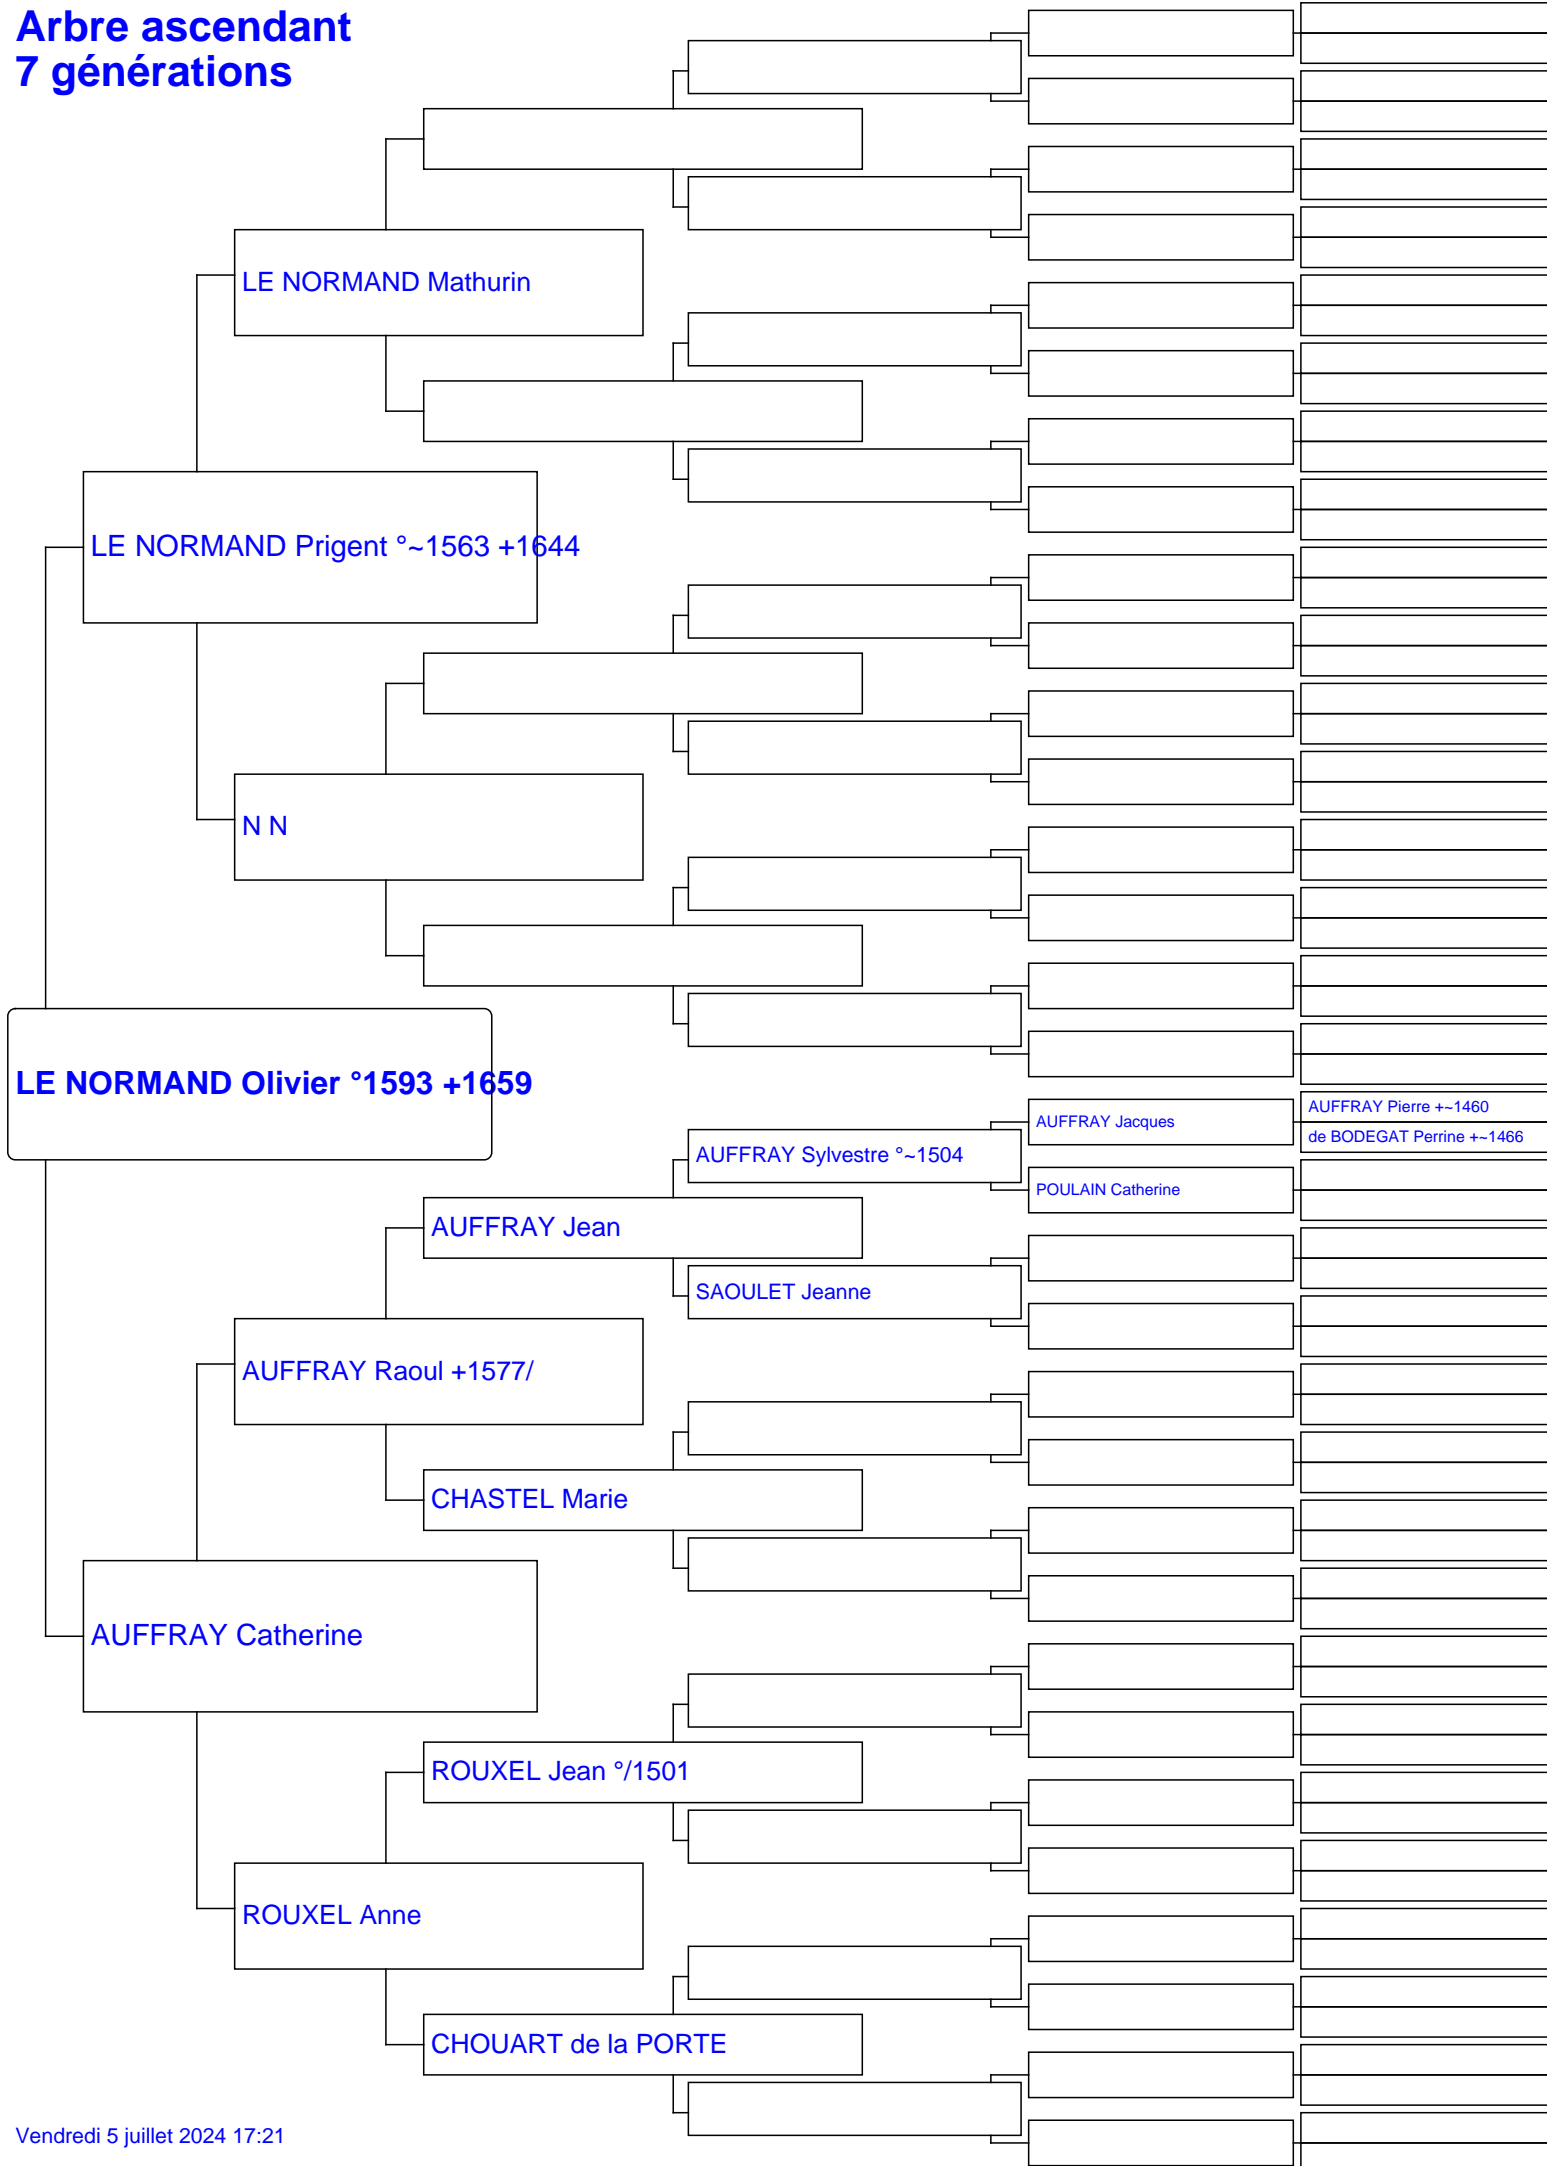 Arbre ascendant
7 générations
LE NORMAND Mathurin
LE NORMAND Prigent °~1563 +1644
N N
LE NORMAND Olivier °1593 +1659
AUFFRAY Pierre +~1460
AUFFRAY Jacques
de BODEGAT Perrine +~1466
AUFFRAY Sylvestre °~1504
POULAIN Catherine
AUFFRAY Jean
SAOULET Jeanne
AUFFRAY Raoul +1577/
CHASTEL Marie
AUFFRAY Catherine
ROUXEL Jean °/1501
ROUXEL Anne
CHOUART de la PORTE
Vendredi 5 juillet 2024 17:21